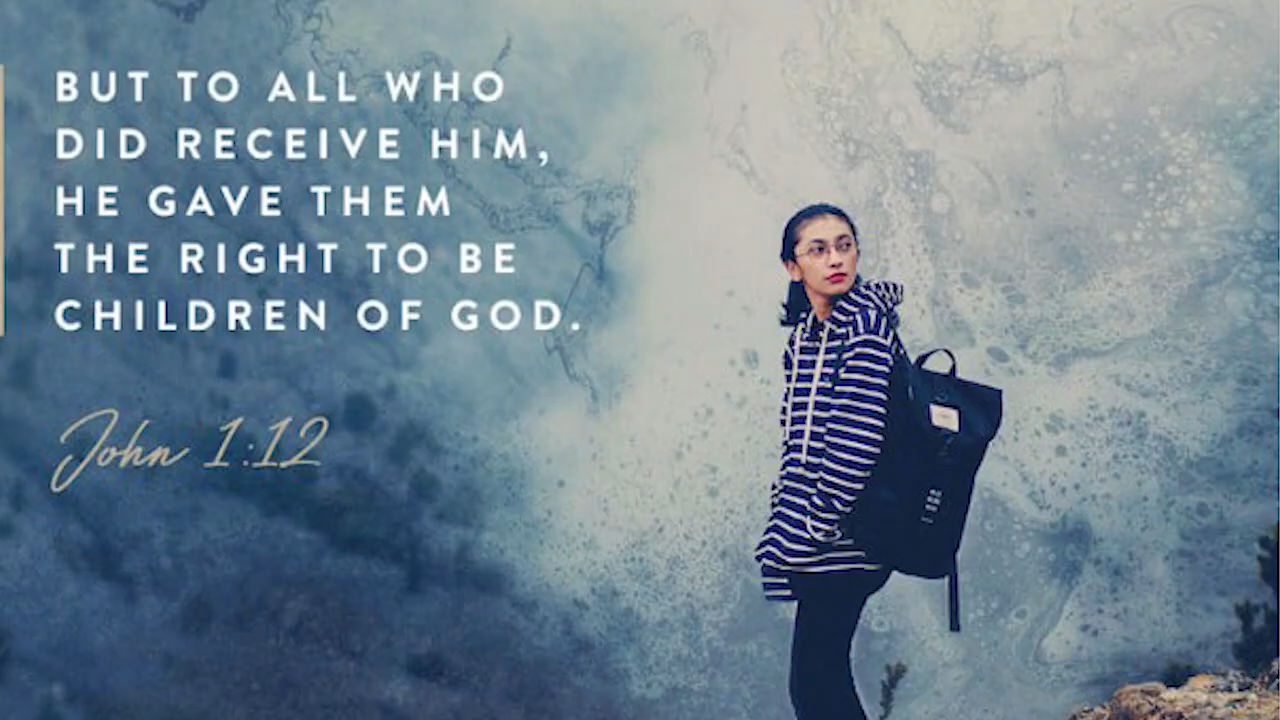 BUT TO ALL WHO
DID RECEIVE HIM,
HE GAVE THEM
THE RIGHT TO BE
CHILDREN OF GOD.
John 1:12